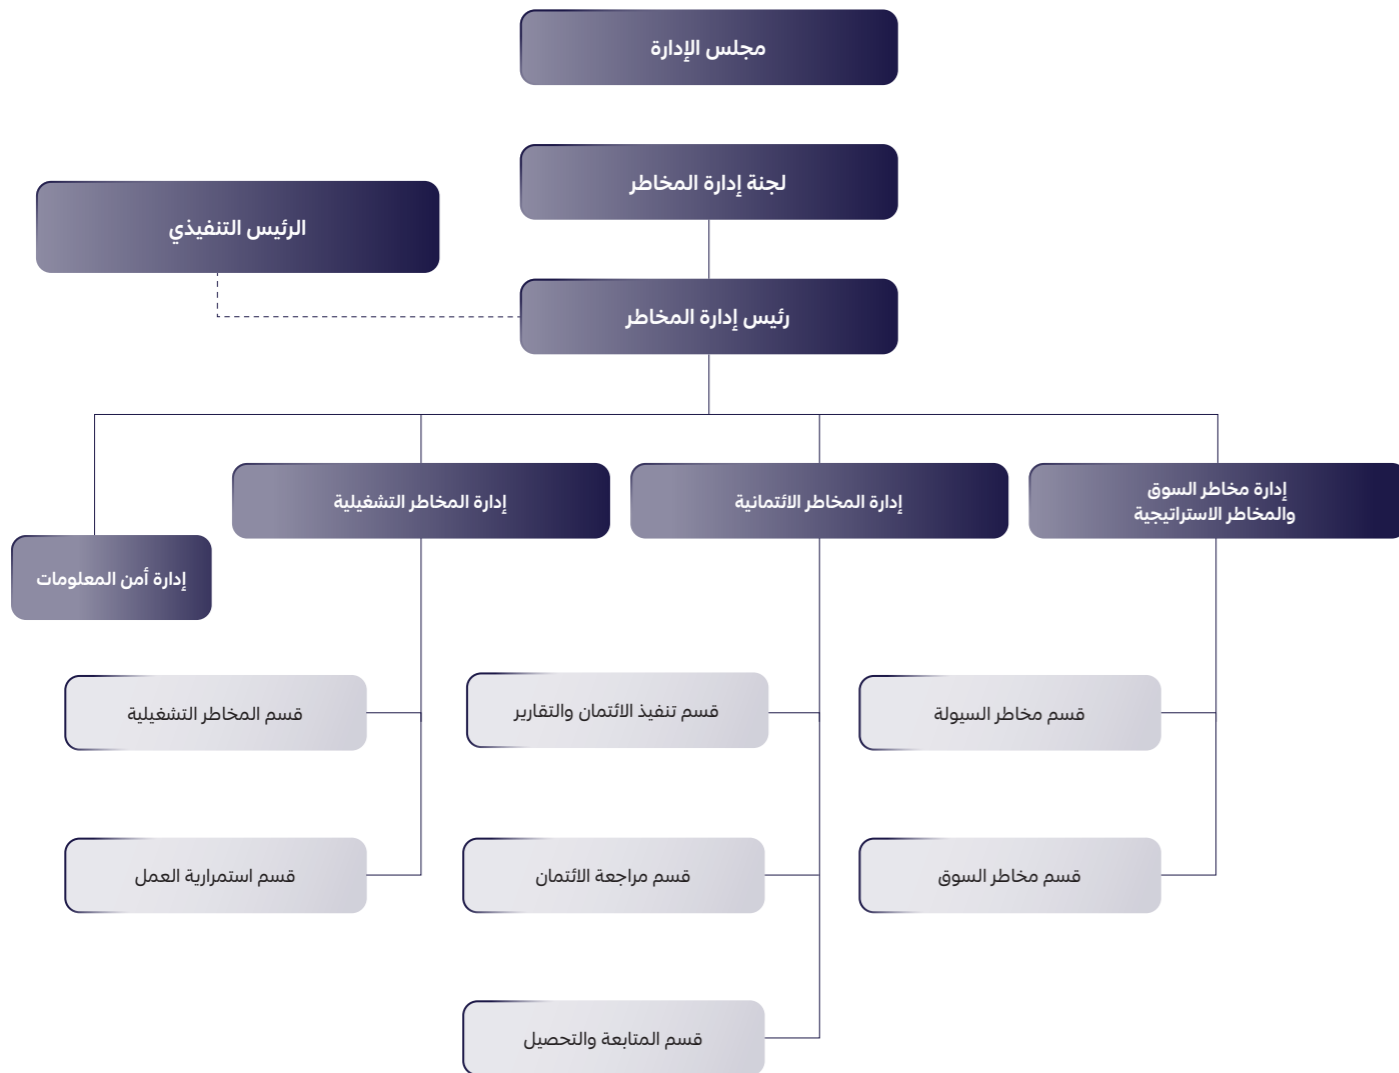 مجلس الإدارة
لجنة إدارة المخاطر
الرئيس التنفيذي
رئيس إدارة المخاطر
إدارة مخاطر السوق
والمخاطر الاستراتيجية
إدارة المخاطر الائتمانية
إدارة المخاطر التشغيلية
إدارة أمن المعلومات
قسم مخاطر السيولة
قسم تنفيذ الائتمان والتقارير
قسم المخاطر التشغيلية
قسم مخاطر السوق
قسم مراجعة الائتمان
قسم استمرارية العمل
قسم المتابعة والتحصيل